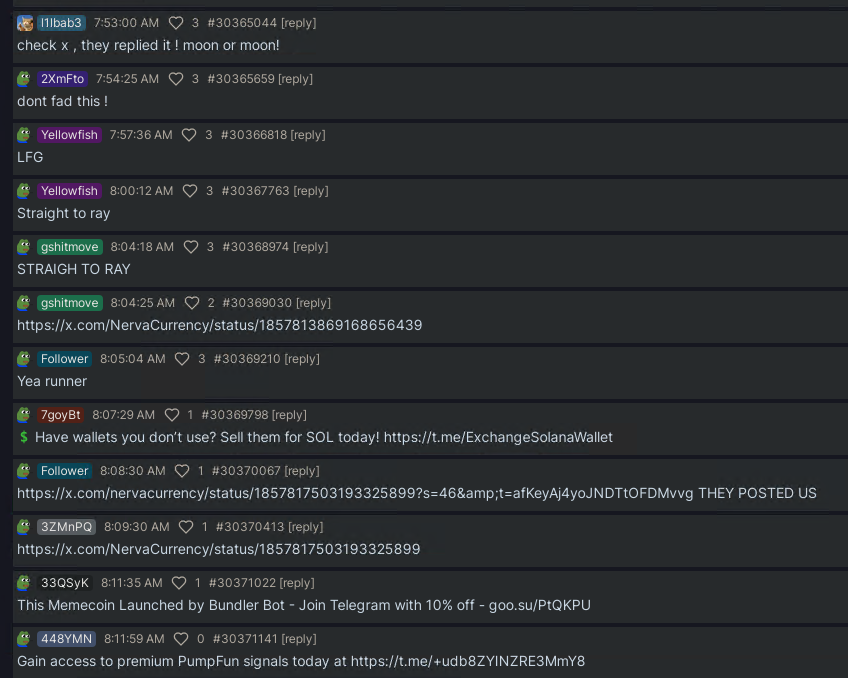 l1lbab3 7:53:00 AM 3 #30365044 [reply]
check x , they replied it ! moon or moon!
2XmFto 7:54:25 AM 3 #30365659 [reply]
dont fad this !
Yellowfish 7:57:36 AM 3 #30366818 [reply]
LFG
Yellowfish 8:00:12 AM 3 #30367763 [reply]
Straight to ray
gshitmove 8:04:18 AM 3 #30368974 [reply]
STRAIGH TO RAY
gshitmove 8:04:25 AM 2 #30369030 [reply]
https://x.com/NervaCurrency/status/1857813869168656439
Follower 8:05:04 AM 3 #30369210 [reply]
Yea runner
7goyBt 8:07:29 AM 1 #30369798 [reply]
$ Have wallets you don’t use? Sell them for SOL today! https://t.me/ExchangeSolanaWallet
Follower 8:08:30 AM 1 #30370067 [reply]
https://x.com/nervacurrency/status/1857817503193325899?s=46&amp;t=afKeyAj4yoJNDTtOFDMvvg THEY POSTED US
3ZMnPQ 8:09:30 AM 1 #30370413 [reply]
https://x.com/NervaCurrency/status/1857817503193325899
33QSyK 8:11:35 AM 1 #30371022 [reply]
This Memecoin Launched by Bundler Bot - Join Telegram with 10% off - goo.su/PtQKPU
448YMN 8:11:59 AM 0 #30371141 [reply]
Gain access to premium PumpFun signals today at https://t.me/+udb8ZYINZRE3MmY8